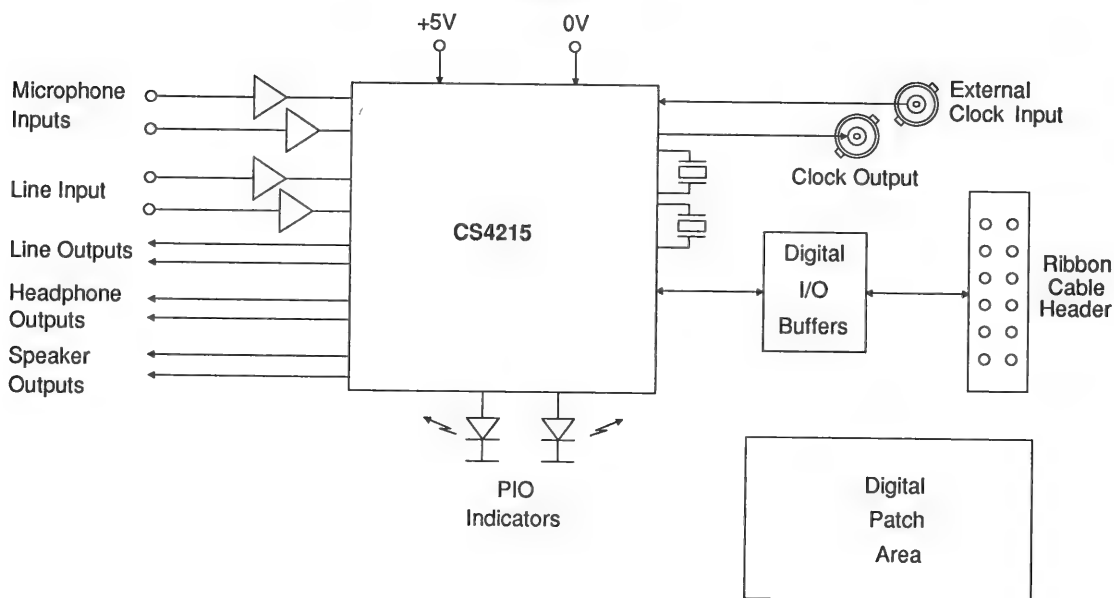 +5V
0V
Microphone
Inputs
External
Clock Input
Clock Output
Line Input
CS4215
Line Outputs
Digital
I/O
Buffers
Ribbon
Cable
Header
Headphone
Outputs
Speaker
Outputs
PIO
Indicators
Digital
Patch
Area